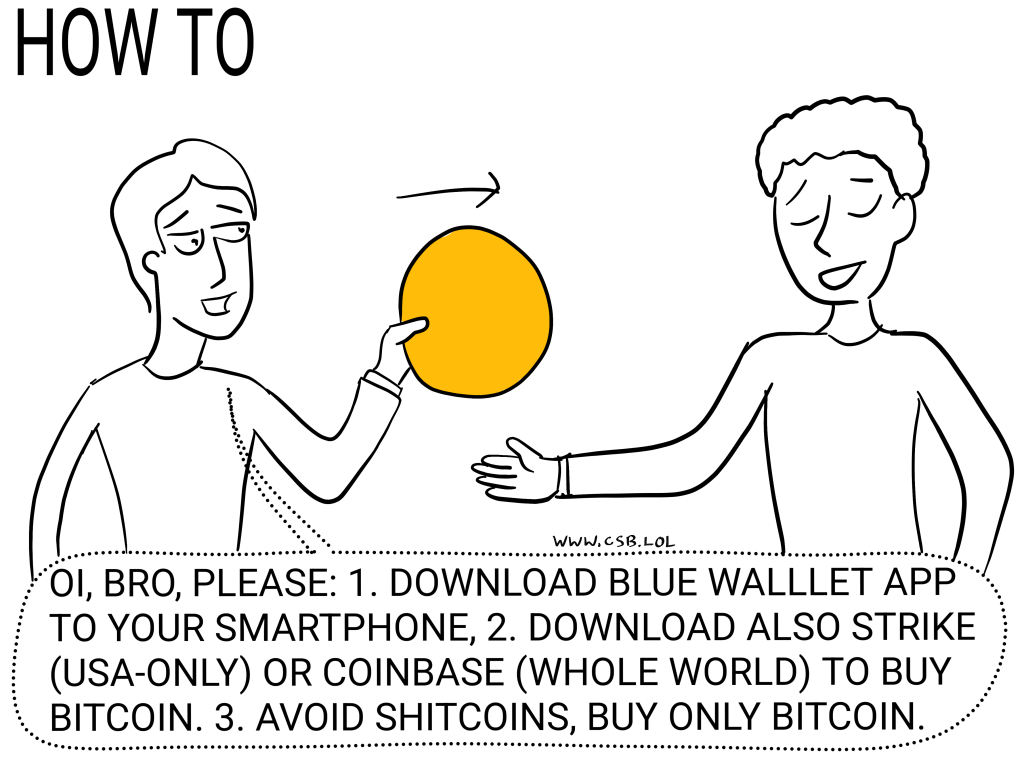 HOW TO
WWW.CSB.LOL
OI, BRO, PLEASE: 1. DOWNLOAD BLUE WALLLET APP
TO YOUR SMARTPHONE, 2. DOWNLOAD ALSO STRIKE
(USA-ONLY) OR COINBASE (WHOLE WORLD) TO BUY
BITCOIN. 3. AVOID SHITCOINS, BUY ONLY BITCOIN.